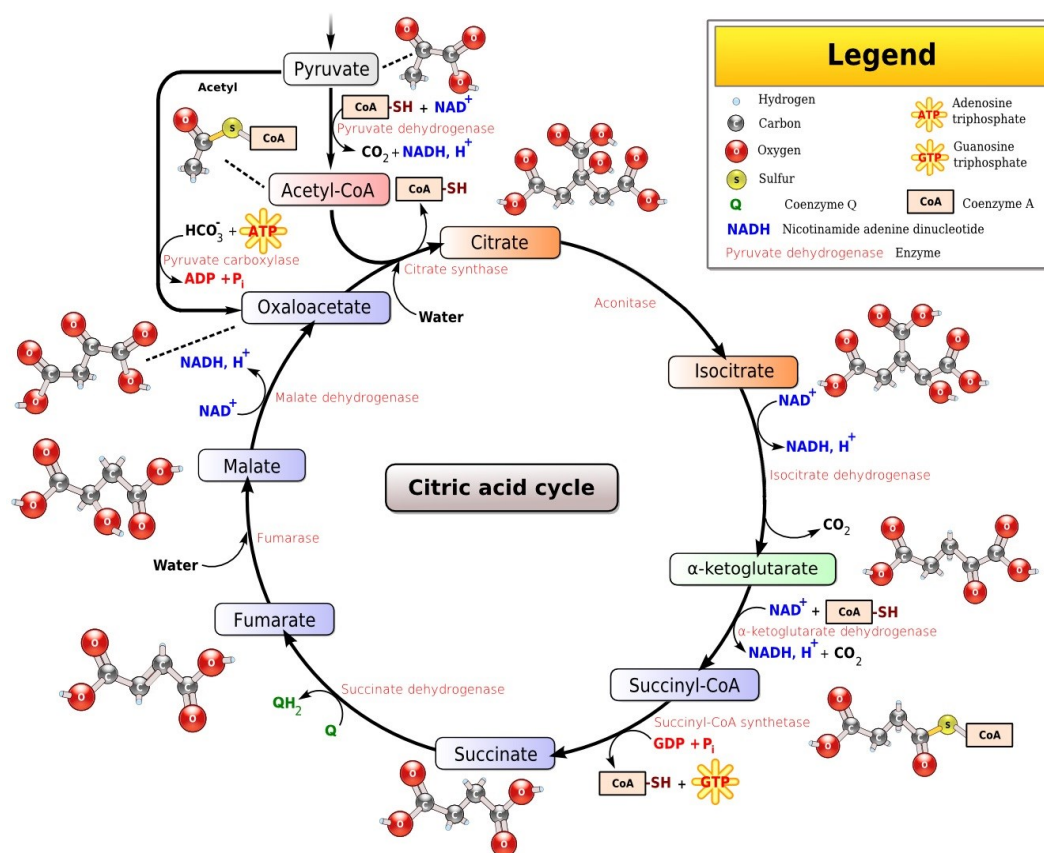 Legend
Hydrogen
Carbon
Oxygen
Sulfur
Q Coenzyme Q
NADH Nicotinamide adenine dinucleotide
Pyruvate dehydrogenase Enzyme
ATP Adenosine
triphosphate
GTP Guanosine
triphosphate
CoA Coenzyme A
C
O
S
Pyruvate
Acetyl
CoA-SH + NAD+
Pyruvate dehydrogenase
CO2 + NADH, H+
S CoA
Acetyl-CoA
CoA-SH
HCO3- + ATP
Pyruvate carboxylase
ADP + Pi
Citrate
Citrate synthase
Water
Oxaloacetate
Aconitase
Isocitrate
NAD+
NADH, H+
Isocitrate dehydrogenase
CO2
α-ketoglutarate
NAD+ + CoA-SH
α-ketoglutarate dehydrogenase
NADH, H+ + CO2
Succinyl-CoA
S CoA
Succinyl-CoA synthetase
GDP + Pi
CoA-SH + GTP
Succinate
Succinate dehydrogenase
QH2
Q
Fumarate
Water
Fumarase
Malate
NADH, H+
NAD+
Malate dehydrogenase
Citric acid cycle